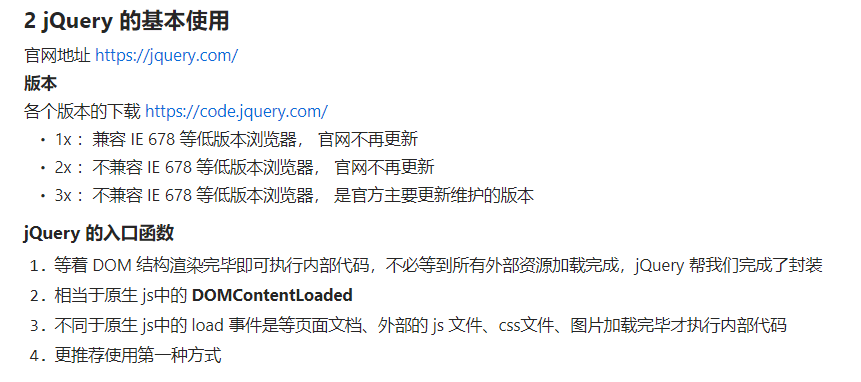 2 jQuery 的基本使用
官网地址 https://jquery.com/
版本
各个版本的下载 https://code.jquery.com/
• 1x ：兼容 IE 678 等低版本浏览器， 官网不再更新
• 2x ：不兼容 IE 678 等低版本浏览器， 官网不再更新
• 3x ：不兼容 IE 678 等低版本浏览器， 是官方主要更新维护的版本
jQuery 的入口函数
1. 等着 DOM 结构渲染完毕即可执行内部代码，不必等到所有外部资源加载完成，jQuery 帮我们完成了封装
2. 相当于原生 js中的 DOMContentLoaded
3. 不同于原生 js中的 load 事件是等页面文档、外部的 js 文件、css文件、图片加载完毕才执行内部代码
4. 更推荐使用第一种方式